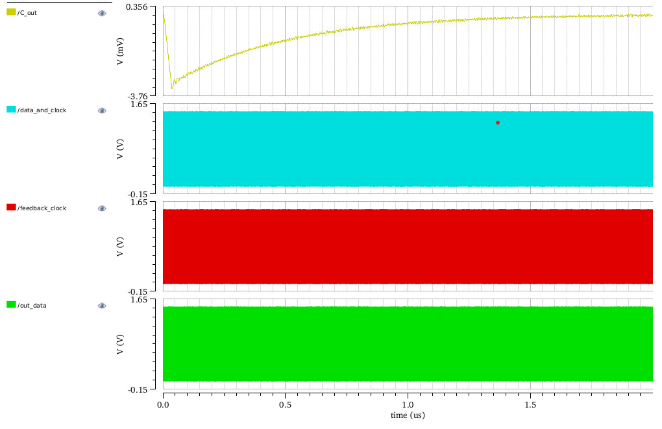 /C_out
0.356
V (mV)
-3.76
/data_and_clock
1.65
V (V)
-0.15
/feedback_clock
1.65
V (V)
-0.15
/out_data
1.65
V (V)
-0.15
0.0 0.5 1.0 1.5
time (us)